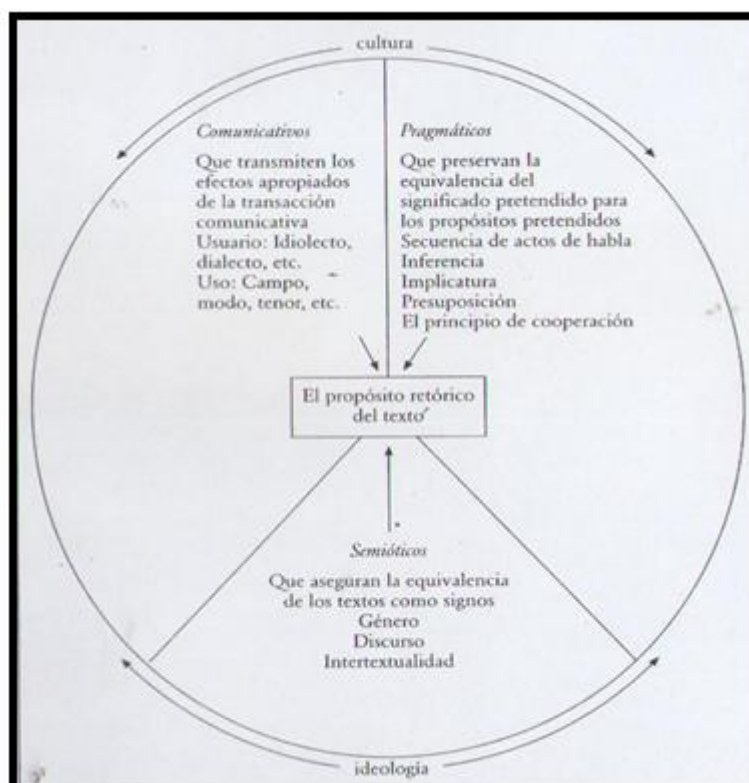 cultura
Comunicativos
Que transmiten los
efectos apropiados
de la transacción
comunicativa
Usuario: Idiolecto,
dialecto, etc.
Uso: Campo,
modo, tenor, etc.
Pragmáticos
Que preservan la
equivalencia del
significado pretendido para
los propósitos pretendidos
Secuencia de actos de habla
Inferencia
Implicatura
Presuposición
El principio de cooperación
El propósito retórico
del texto
Semióticos
Que aseguran la equivalencia
de los textos como signos
Género
Discurso
Intertextualidad
ideología